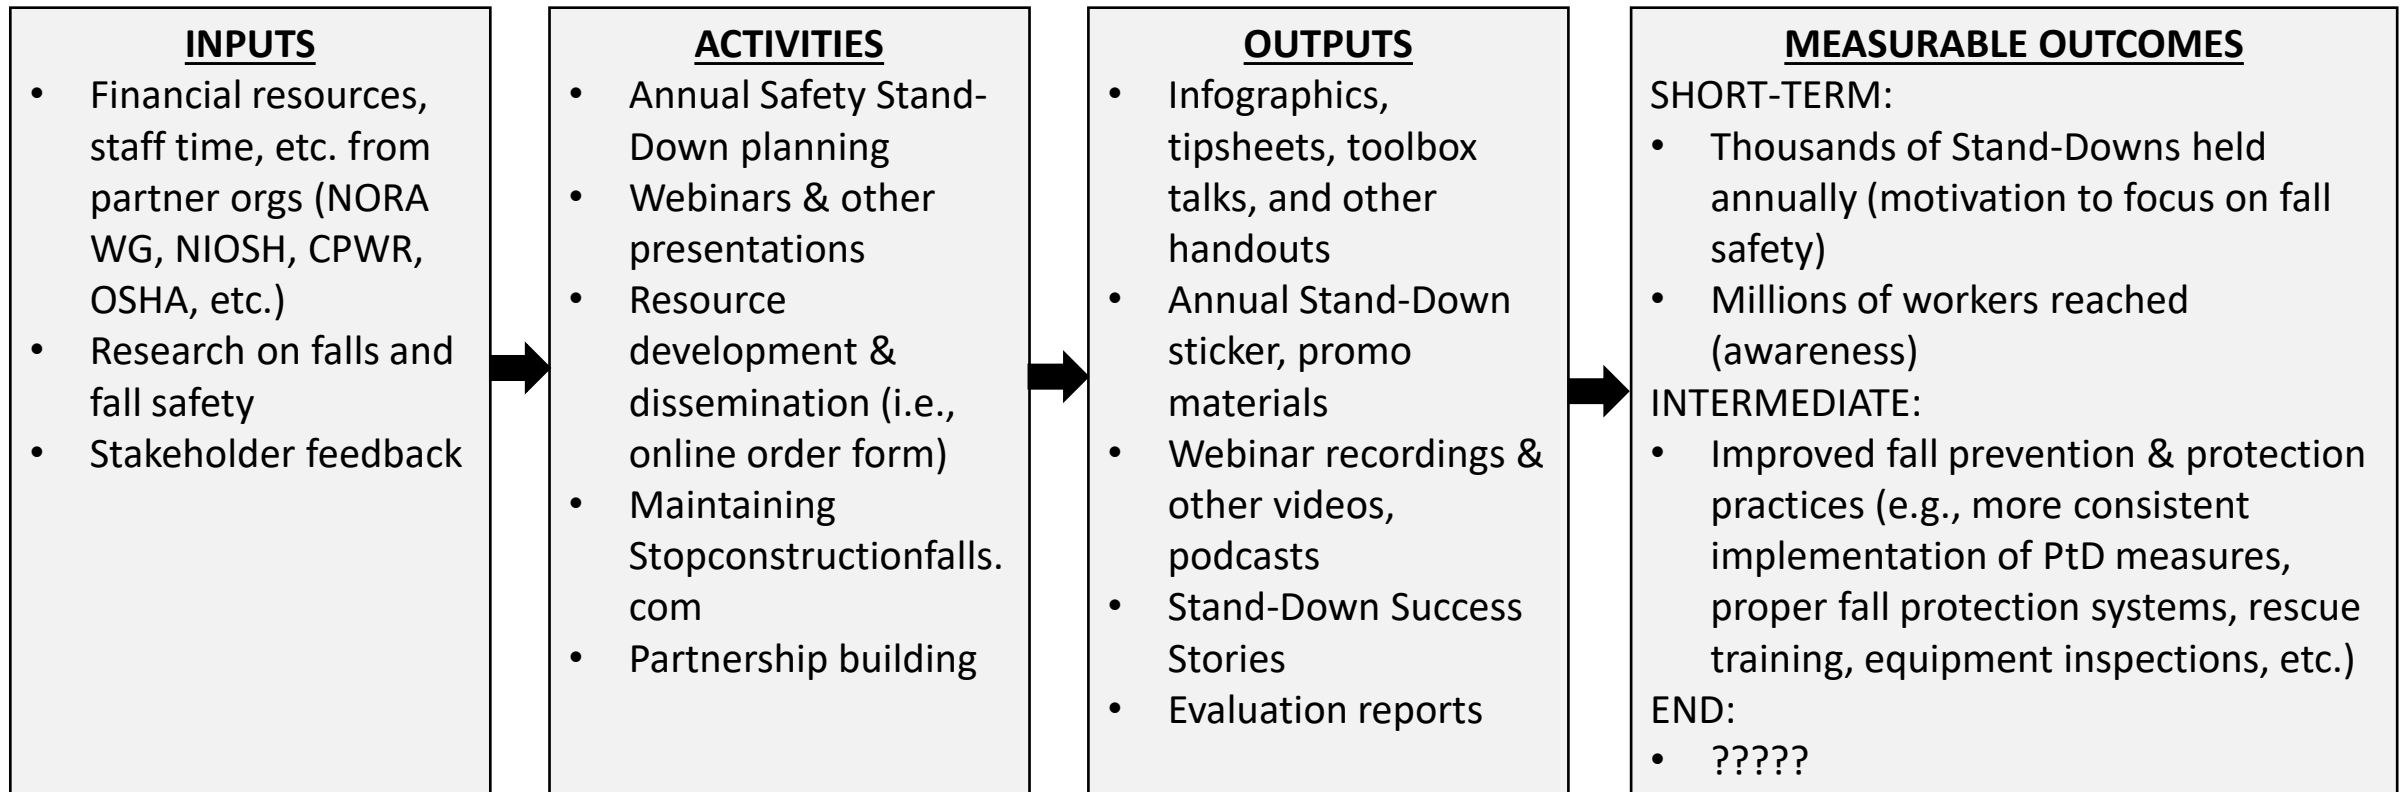 INPUTS
• Financial resources,
staff time, etc. from
partner orgs (NORA
WG, NIOSH, CPWR,
OSHA, etc.)
• Research on falls and
fall safety
• Stakeholder feedback
ACTIVITIES
• Annual Safety Stand-
Down planning
• Webinars & other
presentations
• Resource
development &
dissemination (i.e.,
online order form)
• Maintaining
Stopconstructionfalls.
com
• Partnership building
OUTPUTS
• Infographics,
tipsheets, toolbox
talks, and other
handouts
• Annual Stand-Down
sticker, promo
materials
• Webinar recordings &
other videos,
podcasts
• Stand-Down Success
Stories
• Evaluation reports
MEASURABLE OUTCOMES
SHORT-TERM:
• Thousands of Stand-Downs held
annually (motivation to focus on fall
safety)
• Millions of workers reached
(awareness)
INTERMEDIATE:
• Improved fall prevention & protection
practices (e.g., more consistent
implementation of PtD measures,
proper fall protection systems, rescue
training, equipment inspections, etc.)
END:
• ?????